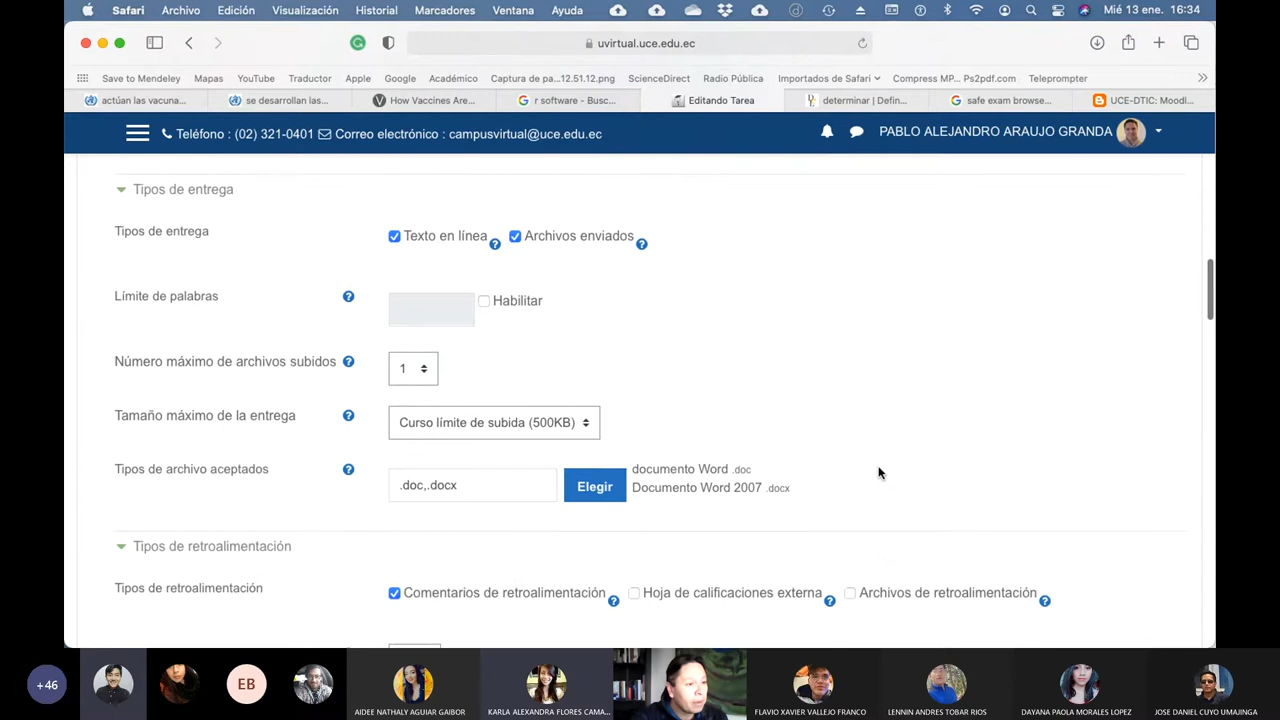 Safari Archivo Edición Visualización Historial Marcadores Ventana Ayuda Mié 13 ene. 16:34
uvirtual.uce.edu.ec
Save to Mendeley Mapas YouTube Traductor Apple Google Académico Captura de pa...12.51.12.png ScienceDirect Radio Pública Importados de Safari Compress MP... Ps2pdf.com Teleprompter
actúan las vacuna... se desarrollan las... How Vaccines Are... r software - Busc... Editando Tarea determinar | Defin... safe exam browse... UCE-DTIC: Moodl...
Teléfono : (02) 321-0401 Correo electrónico : campusvirtual@uce.edu.ec PABLO ALEJANDRO ARAUJO GRANDA
Tipos de entrega
Tipos de entrega Texto en línea Archivos enviados
Límite de palabras Habilitar
Número máximo de archivos subidos 1
Tamaño máximo de la entrega Curso límite de subida (500KB)
Tipos de archivo aceptados .doc,.docx Elegir documento Word .doc
Documento Word 2007 .docx
Tipos de retroalimentación
Tipos de retroalimentación Comentarios de retroalimentación Hoja de calificaciones externa Archivos de retroalimentación
+46 EB
AIDEE NATHALY AGUIAR GAIBOR KARLA ALEXANDRA FLORES CAMA... FLAVIO XAVIER VALLEJO FRANCO LENNIN ANDRES TOBAR RIOS DAYANA PAOLA MORALES LOPEZ JOSE DANIEL CUYO UMAJINGA